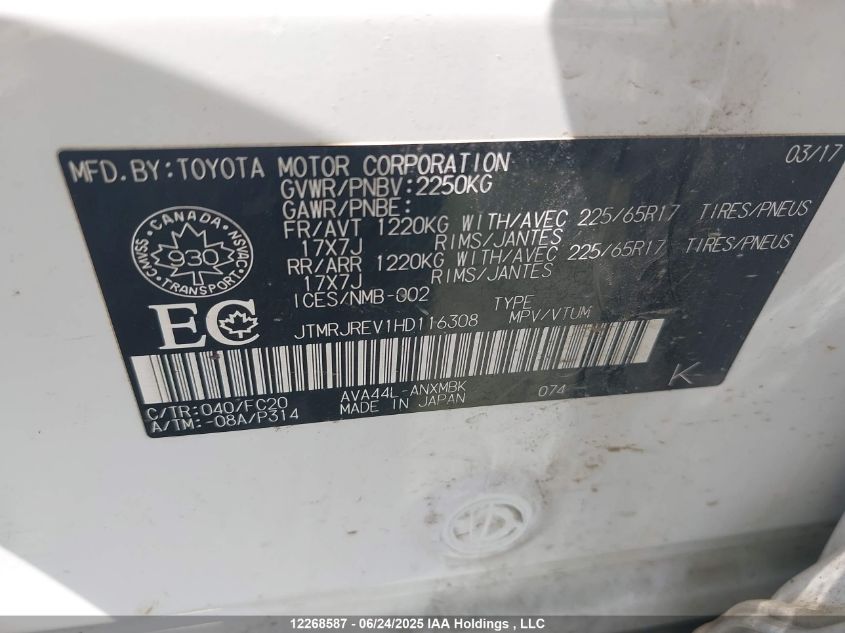 MFD.BY:TOYOTA MOTOR CORPORATION 03/17
GVWR/PNBV:2250KG
GAWR/PNBE:
FR/AVT 1220KG WITH/AVEC 225/65R17 TIRES/PNEUS
17X7J RIMS/JANTES
RR/ARR 1220KG WITH/AVEC 225/65R17 TIRES/PNEUS
17X7J RIMS/JANTES
ICES/NMB-002
CANADA
CMVSS NSVAC
930
TRANSPORT
EC
TYPE
JTMRJREV1HD116308 MPV/VTUM
C/TR:040/FC20 AVA44L-ANXMBK 074 K
A/TM:-08A/P314 MADE IN JAPAN
12268587 - 06/24/2025 IAA Holdings , LLC